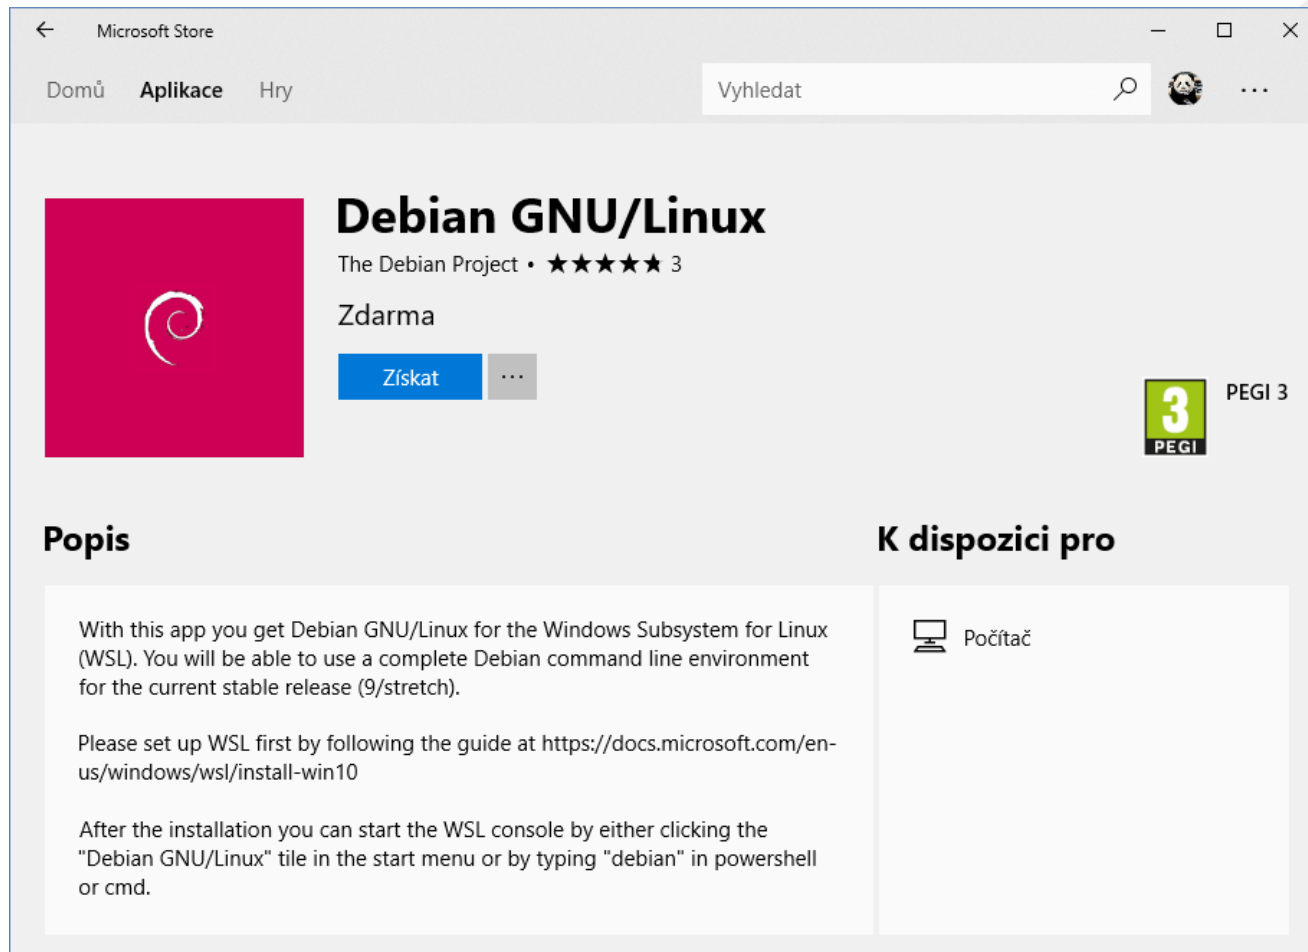 Microsoft Store
Domů Aplikace Hry Vyhledat
Debian GNU/Linux
The Debian Project • ★★★★★ 3
Zdarma
Získat ...
3
PEGI
PEGI 3
Popis
With this app you get Debian GNU/Linux for the Windows Subsystem for Linux
(WSL). You will be able to use a complete Debian command line environment
for the current stable release (9/stretch).
Please set up WSL first by following the guide at https://docs.microsoft.com/en-
us/windows/wsl/install-win10
After the installation you can start the WSL console by either clicking the
"Debian GNU/Linux" tile in the start menu or by typing "debian" in powershell
or cmd.
K dispozici pro
Počítač